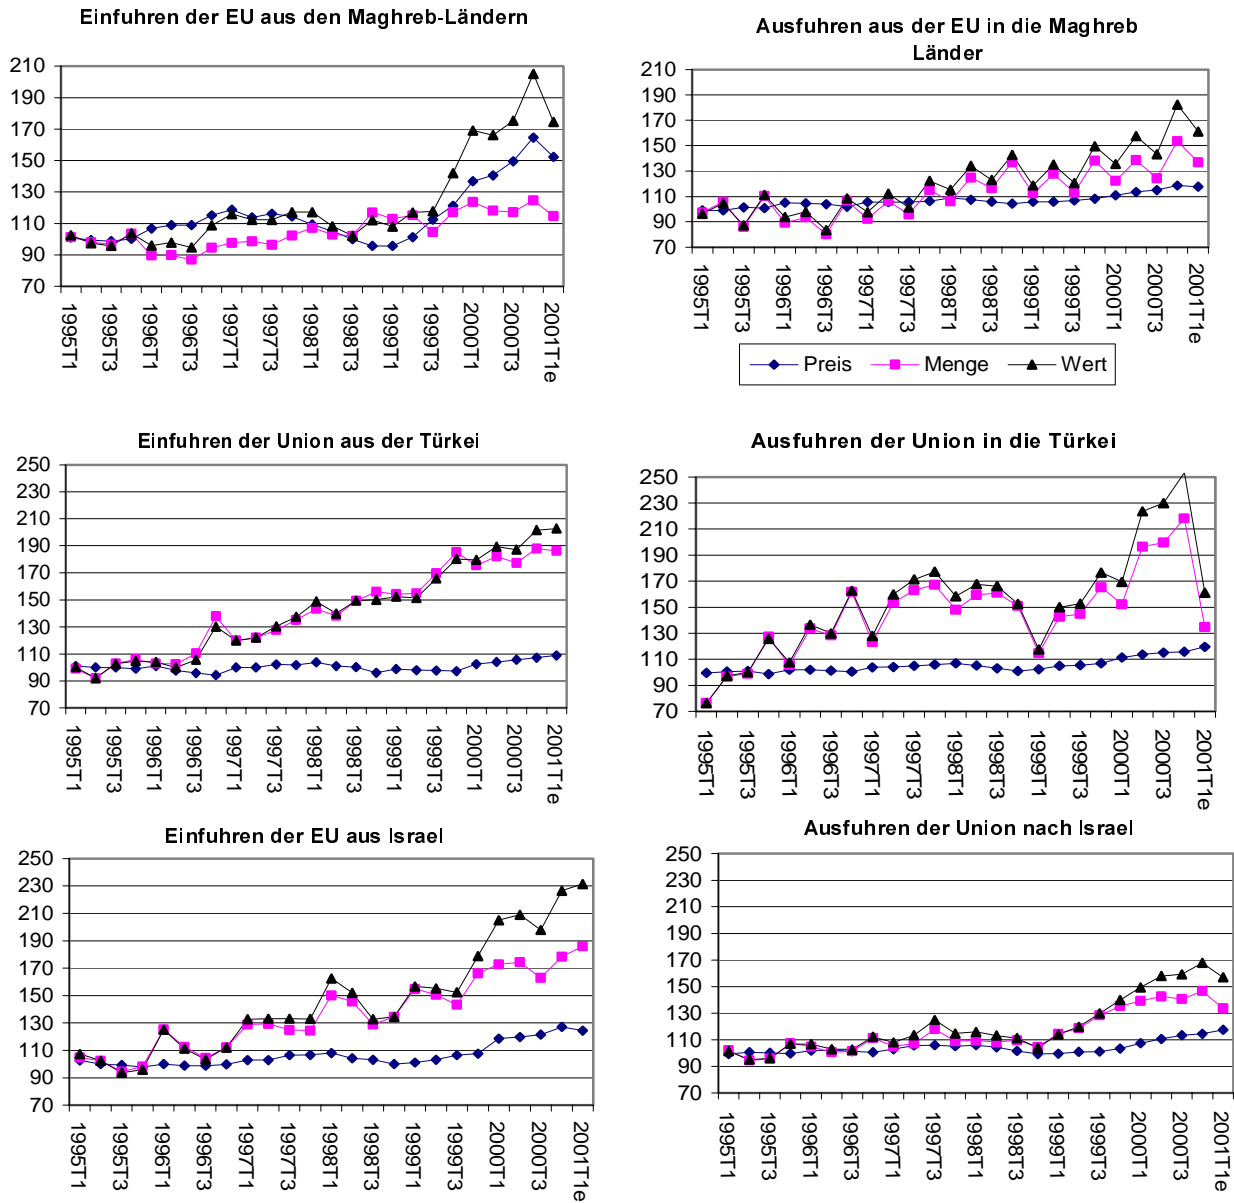 Einfuhren der EU aus den Maghreb-Ländern
210
190
170
150
130
110
90
70
1995T1
1995T3
1996T1
1996T3
1997T1
1997T3
1998T1
1998T3
1999T1
1999T3
2000T1
2000T3
2001T1e
Ausfuhren aus der EU in die Maghreb
Länder
210
190
170
150
130
110
90
70
1995T1
1995T3
1996T1
1996T3
1997T1
1997T3
1998T1
1998T3
1999T1
1999T3
2000T1
2000T3
2001T1e
Preis Menge Wert
Einfuhren der Union aus der Türkei
250
230
210
190
170
150
130
110
90
70
1995T1
1995T3
1996T1
1996T3
1997T1
1997T3
1998T1
1998T3
1999T1
1999T3
2000T1
2000T3
2001T1e
Ausfuhren der Union in die Türkei
250
230
210
190
170
150
130
110
90
70
1995T1
1995T3
1996T1
1996T3
1997T1
1997T3
1998T1
1998T3
1999T1
1999T3
2000T1
2000T3
2001T1e
Einfuhren der EU aus Israel
250
230
210
190
170
150
130
110
90
70
1995T1
1995T3
1996T1
1996T3
1997T1
1997T3
1998T1
1998T3
1999T1
1999T3
2000T1
2000T3
2001T1e
Ausfuhren der Union nach Israel
250
230
210
190
170
150
130
110
90
70
1995T1
1995T3
1996T1
1996T3
1997T1
1997T3
1998T1
1998T3
1999T1
1999T3
2000T1
2000T3
2001T1e